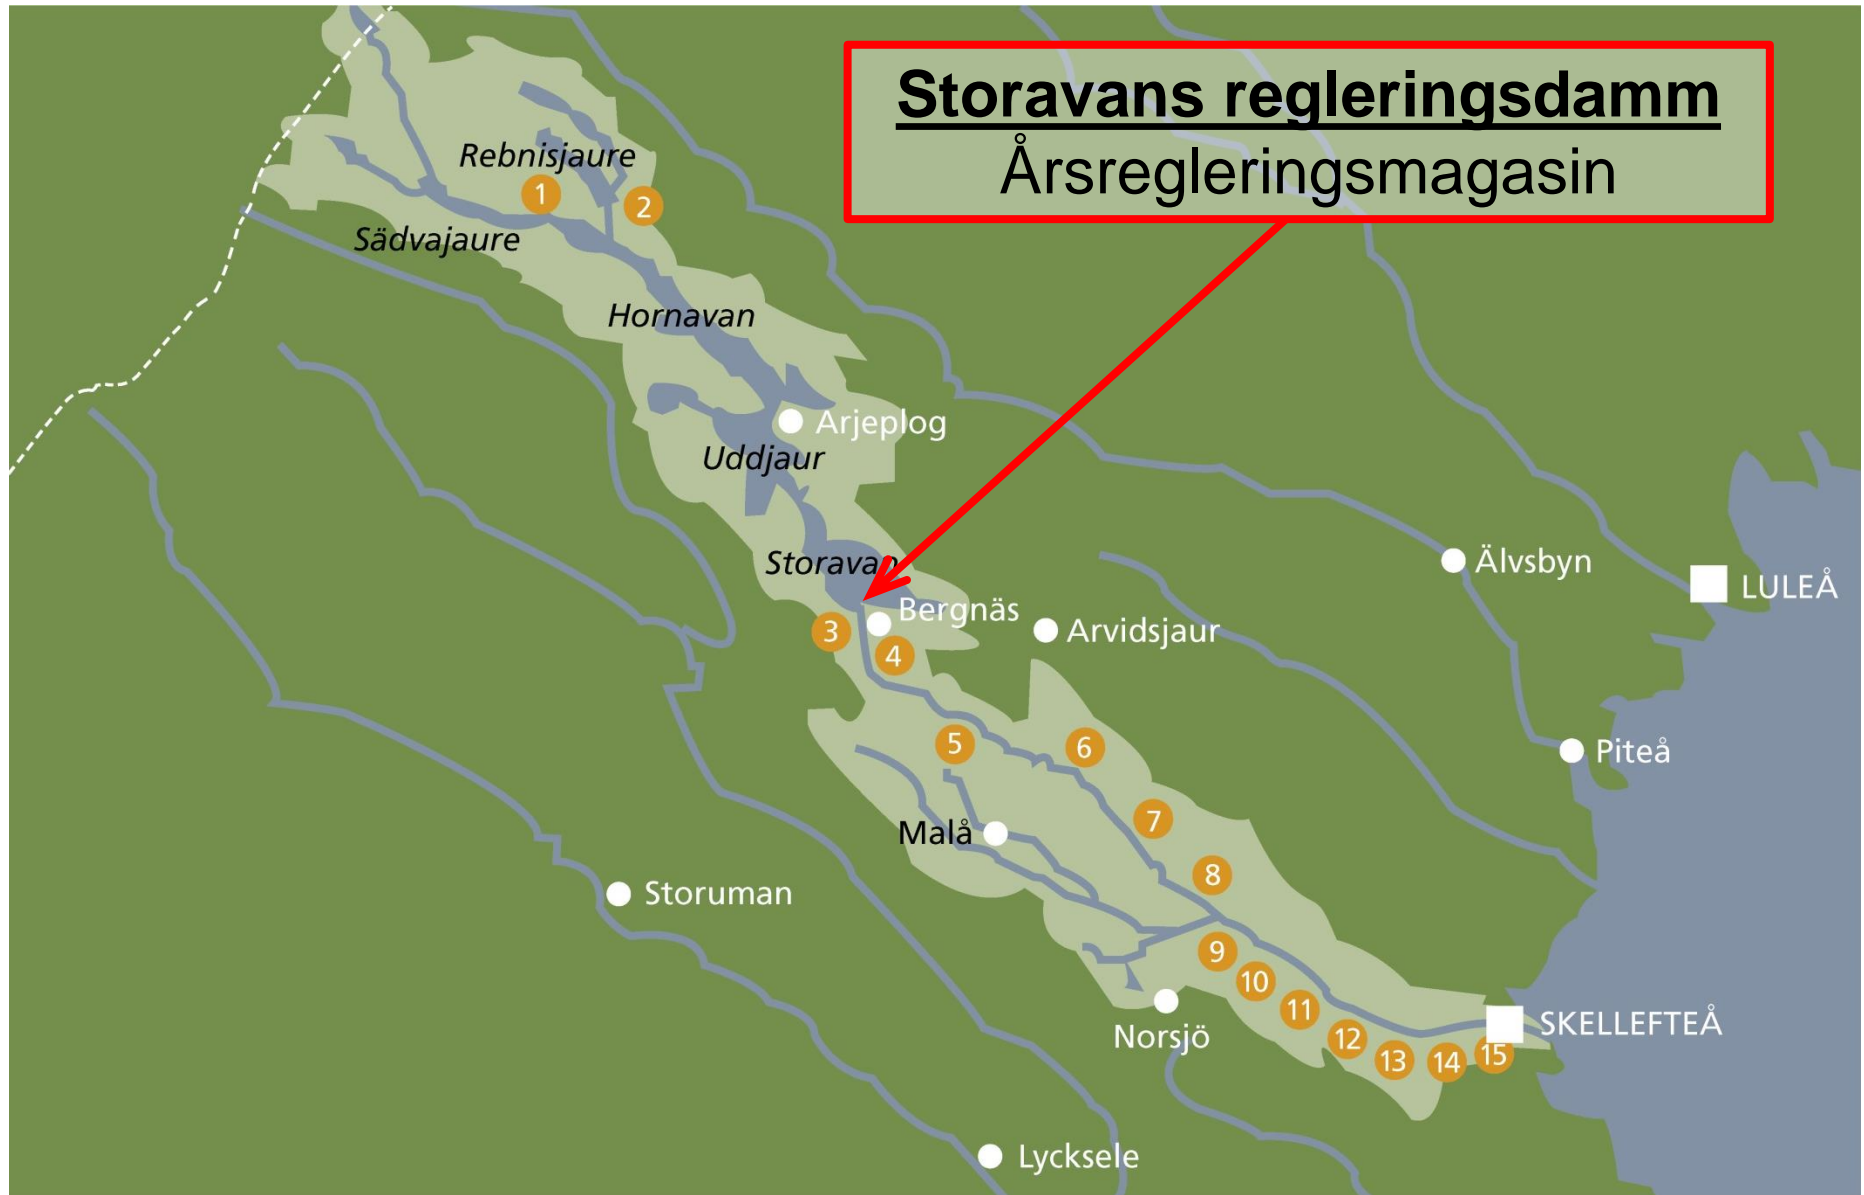 Storavans regleringsdamm
Årsregleringsmagasin
Rebnisjaure
1
2
Sädvajaure
Hornavan
Arjeplog
Uddjaur
Storavan
Älvsbyn
LULEÅ
Bergnäs
3
Arvidsjaur
4
5
6
Piteå
7
Malå
8
Storuman
9
10
11
Norsjö
12
SKELLEFTEÅ
13
14
15
Lycksele